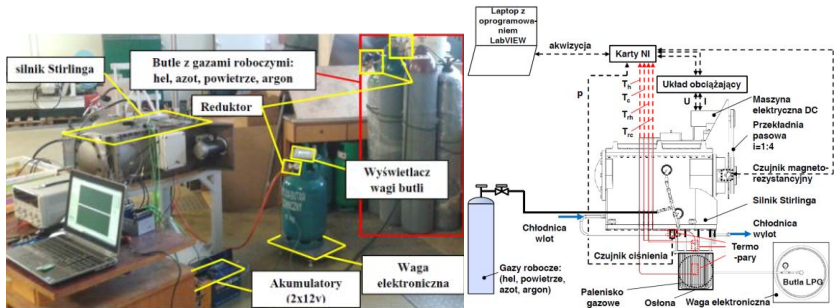 silnik Stirlinga
Butle z gazami roboczymi:
hel, azot, powietrze, argon
Reduktor
Wyświetlacz
wagi butli
Akumulatory
(2x12v)
Waga
elektroniczna
Laptop z
oprogramowa-
niem
LabVIEW
akwizycja
Karty NI
p
Th
Tc
Trh
Trc
Układ obciążający
U
I
Maszyna
elektryczna DC
Przekładnia
pasowa
i=1:4
Czujnik magneto-
rezystancyjny
Silnik Stirlinga
Chłodnica
wlot
Chłodnica
wylot
Czujnik ciśnienia
Termo
-pary
Gazy robocze:
(hel, powietrze,
azot, argon)
Palenisko
gazowe
Osłona
Waga elektroniczna
Butla LPG